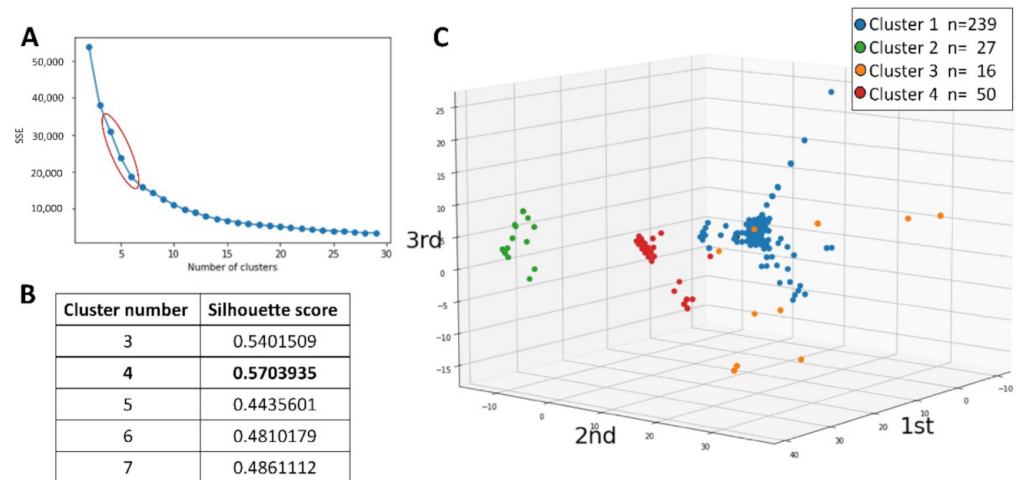 A
SSE
50,000
40,000
30,000
20,000
10,000
5
10
15
20
25
30
Number of clusters
B
Cluster number Silhouette score
3 0.5401509
4 0.5703935
5 0.4435601
6 0.4810179
7 0.4861112
C
Cluster 1 n=239
Cluster 2 n= 27
Cluster 3 n= 16
Cluster 4 n= 50
25
20
15
10
5
0
−5
−10
−15
3rd
−10
0
10
20
30
2nd
40
30
20
10
0
−10
1st